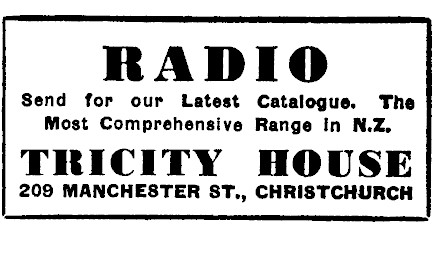 RADIO
Send for our Latest Catalogue. The
Most Comprehensive Range in N.Z.
TRICITY HOUSE
209 MANCHESTER ST., CHRISTCHURCH